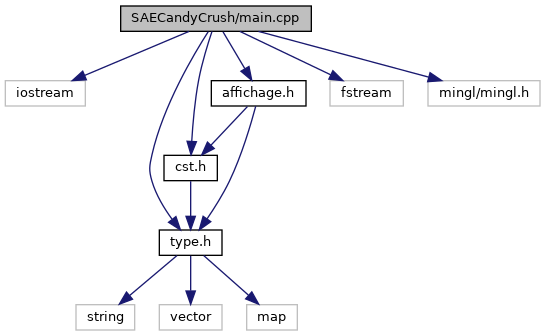 SAECandyCrush/main.cpp
iostream
affichage.h
fstream
mingl/mingl.h
cst.h
type.h
string
vector
map